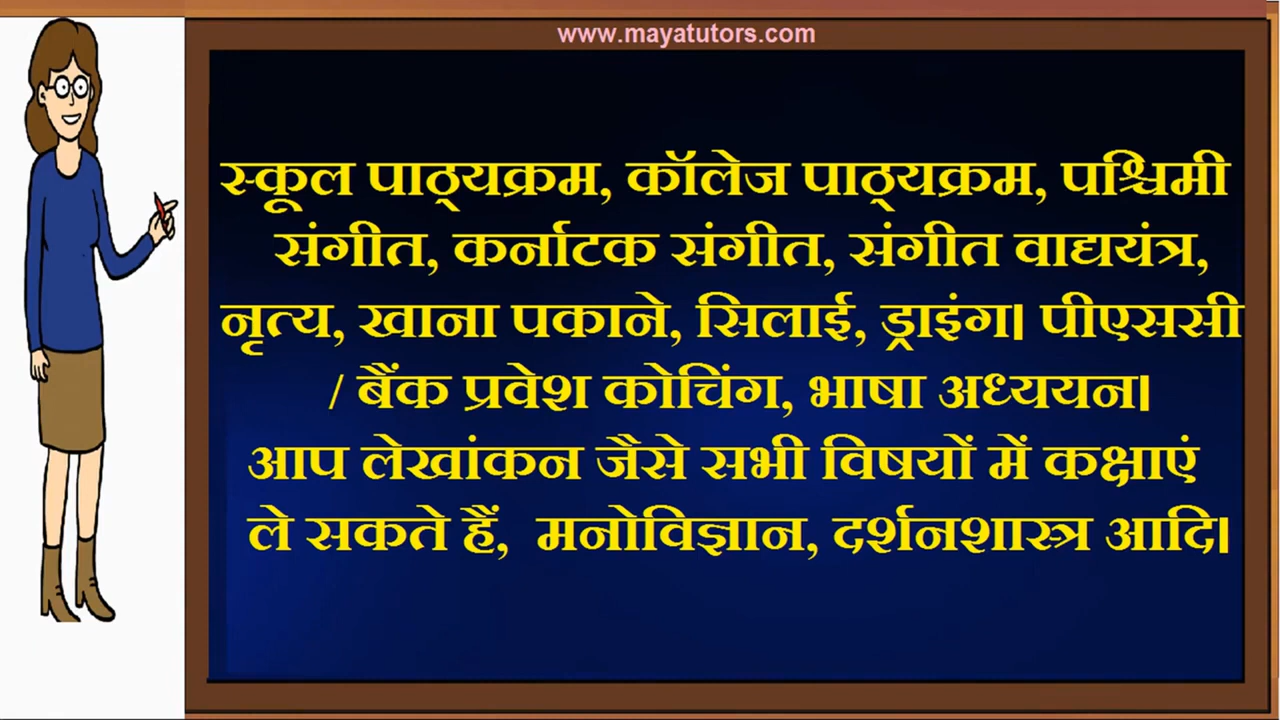 www.mayatutors.com
स्कूल पाठ्यक्रम, कॉलेज पाठ्यक्रम, पश्चिमी
संगीत, कर्नाटक संगीत, संगीत वाद्ययंत्र,
नृत्य, खाना पकाने, सिलाई, ड्राइंग। पीएससी
/ बैंक प्रवेश कोचिंग, भाषा अध्ययन।
आप लेखांकन जैसे सभी विषयों में कक्षाएं
ले सकते हैं, मनोविज्ञान, दर्शनशास्त्र आदि।